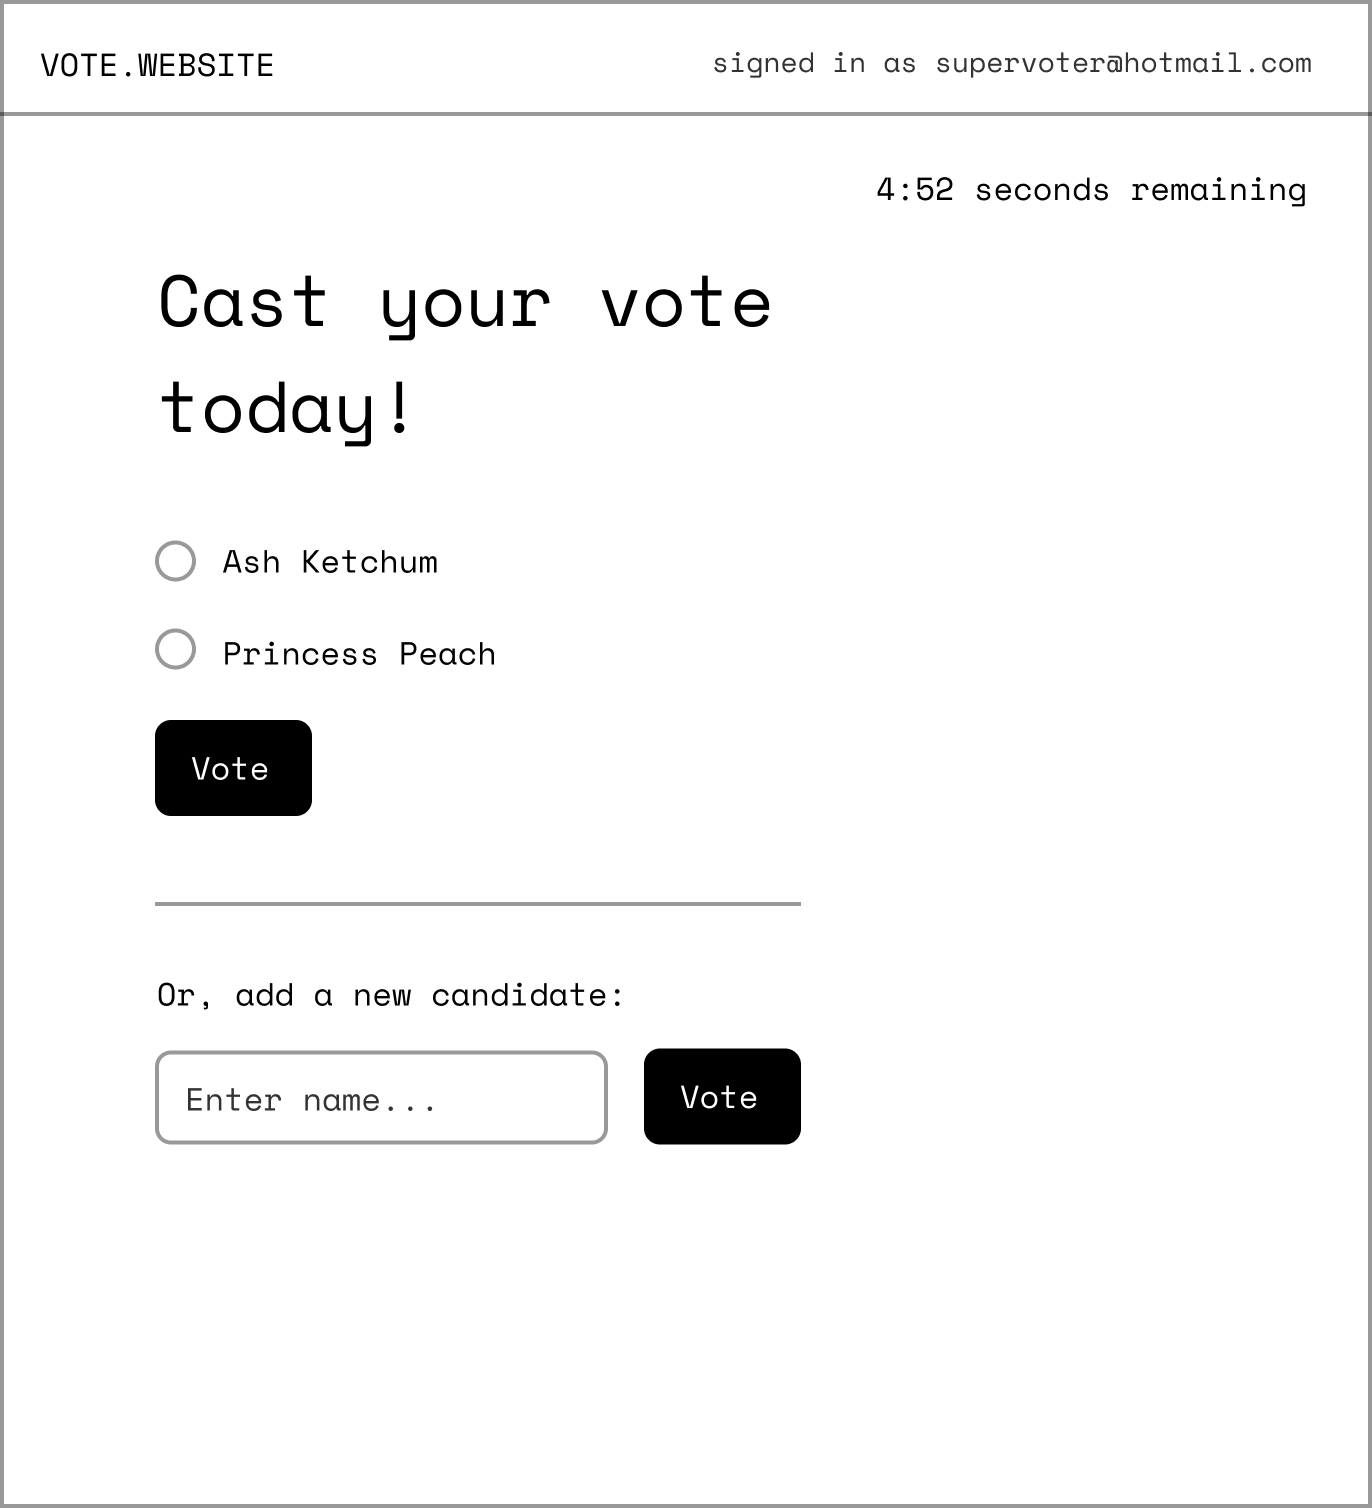 VOTE.WEBSITE
signed in as supervoter@hotmail.com
4:52 seconds remaining
Cast your vote
today!
Ash Ketchum
Princess Peach
Vote
Or, add a new candidate:
Enter name...
Vote